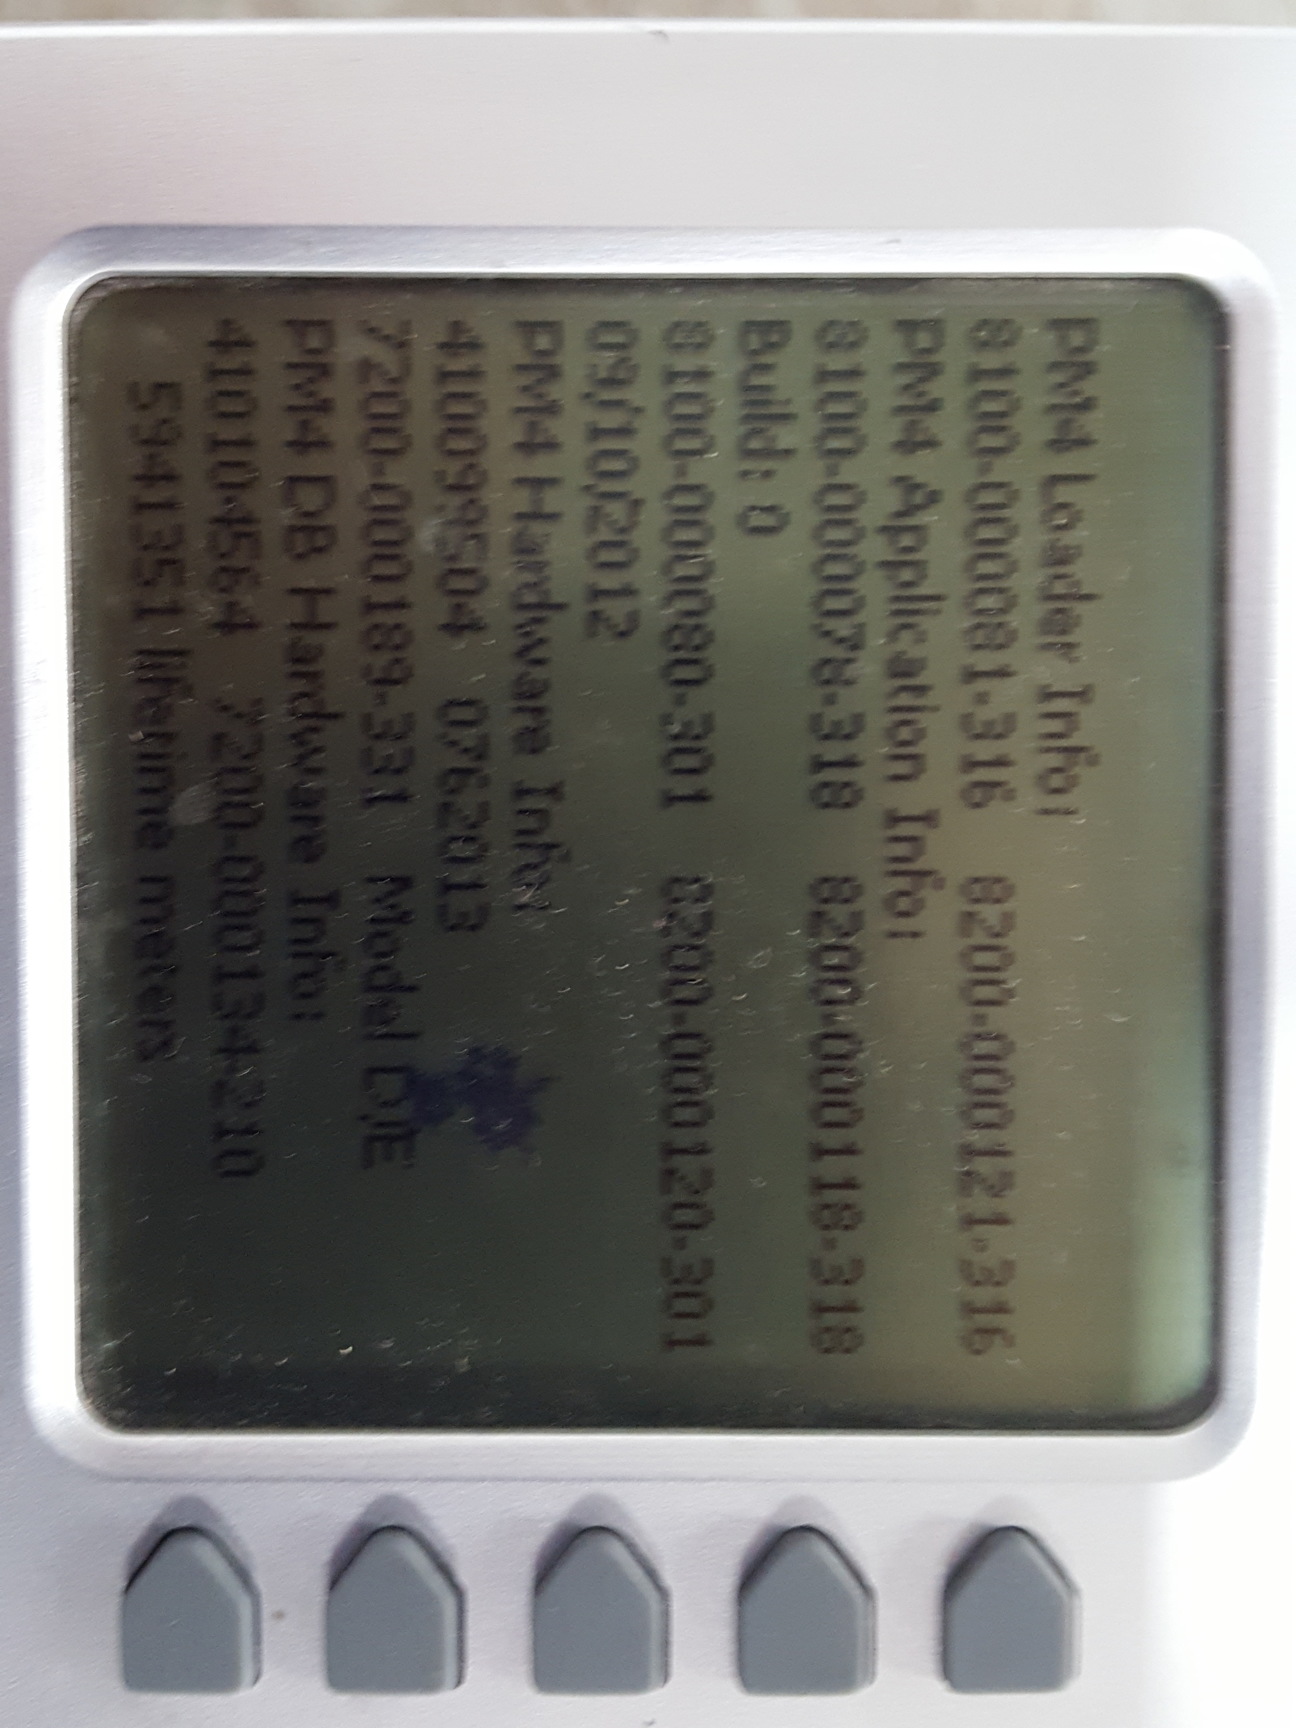 PM4 Loader Info:
8100-000081-316 8200-000121-316
PM4 Application Info:
8100-000078-318 8200-000118-318
Build: 0
8100-000080-301 8200-000120-301
09/10/2012
PM4 Hardware Info:
410099504 0762013
7200-000189-331 Model D/E
PM4 DB Hardware Info:
410104564 7200-000134-210
5941351 lifetime meters